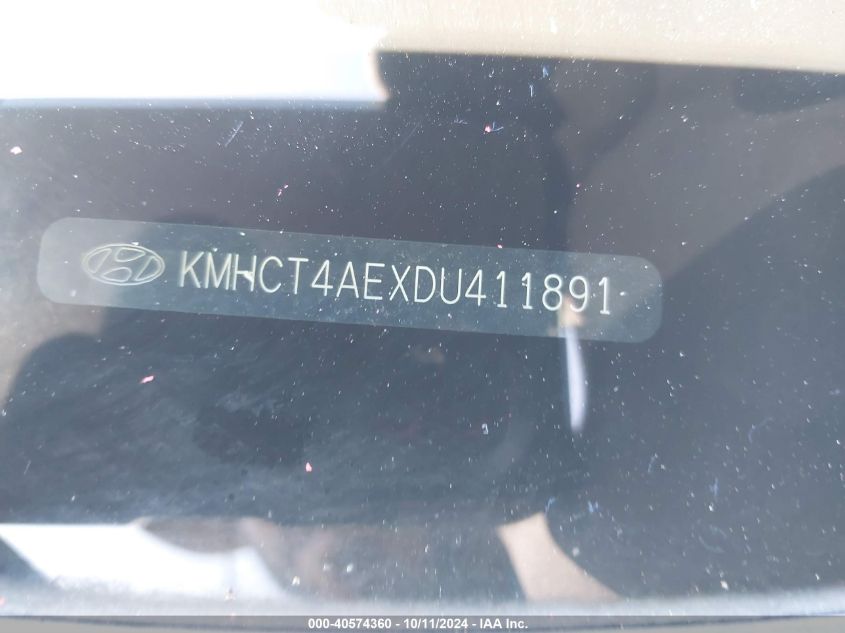 KMHCT4AEXDU411891
000-40574360 - 10/11/2024 - IAA Inc.